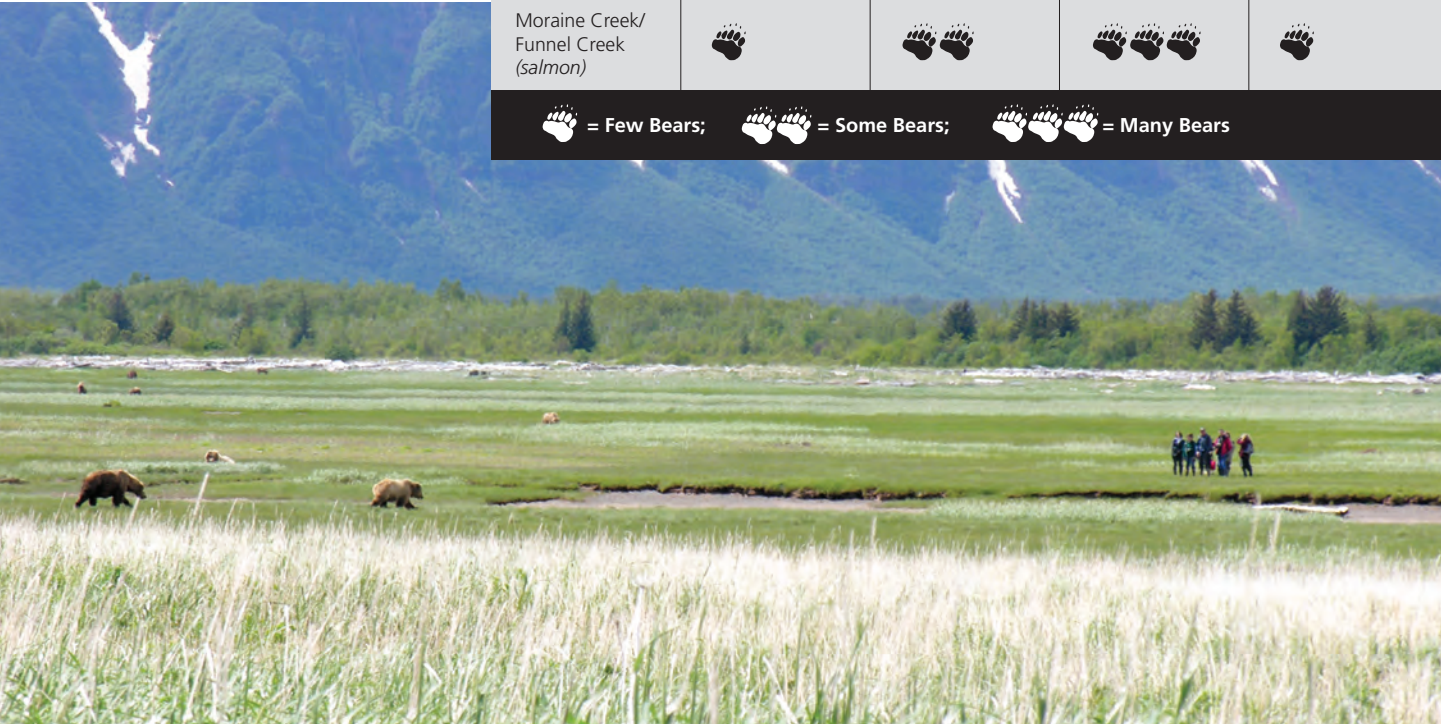 Moraine Creek/
Funnel Creek
(salmon)
= Few Bears; = Some Bears; = Many Bears